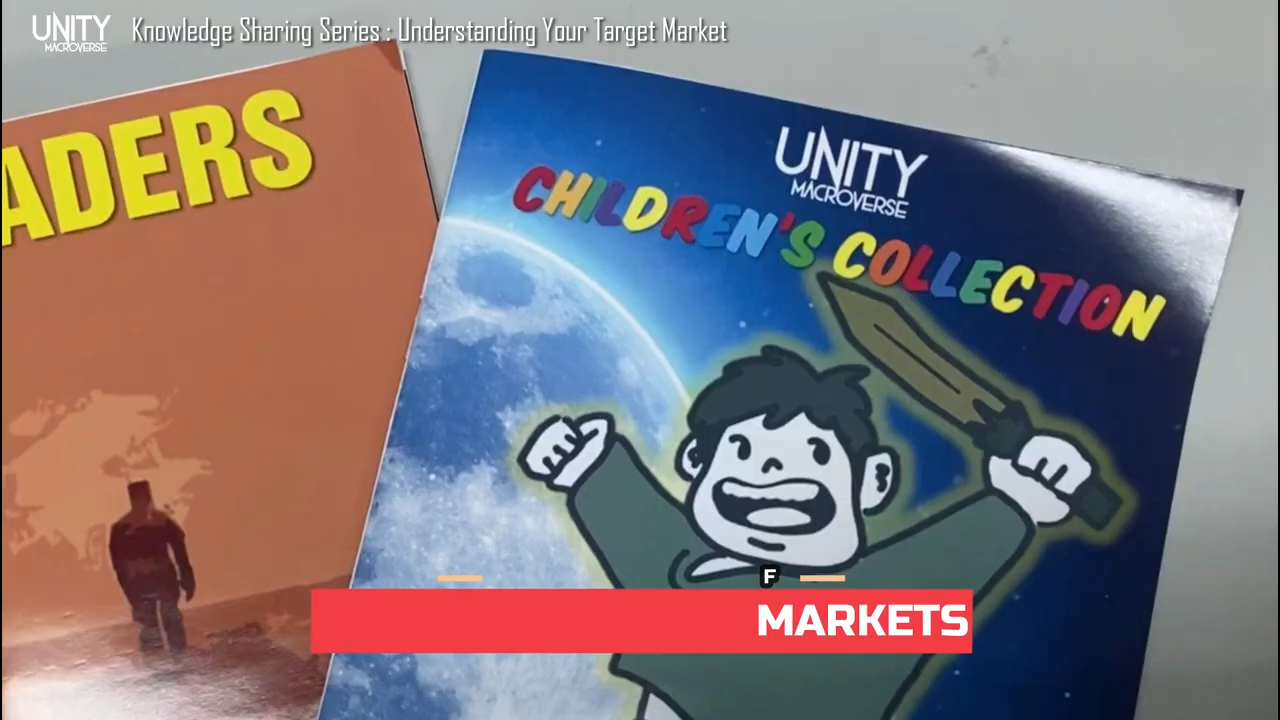 UNITY
MACROVERSE
Knowledge Sharing Series : Understanding Your Target Market
ADERS
UNITY
MACROVERSE
CHILDREN'S COLLECTION
F
MARKETS